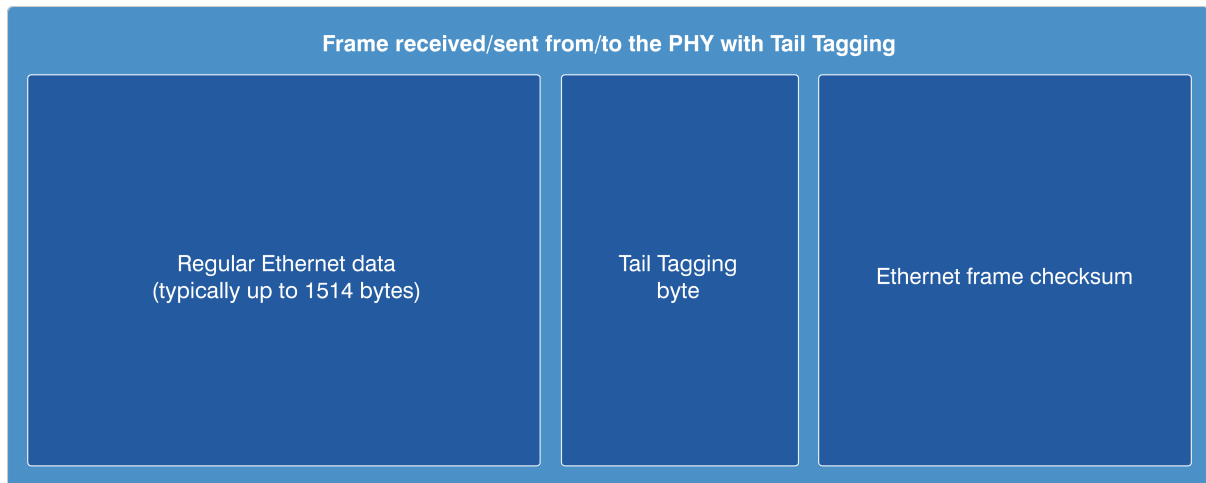 Frame received/sent from/to the PHY with Tail Tagging
Regular Ethernet data
(typically up to 1514 bytes)
Tail Tagging
byte
Ethernet frame checksum